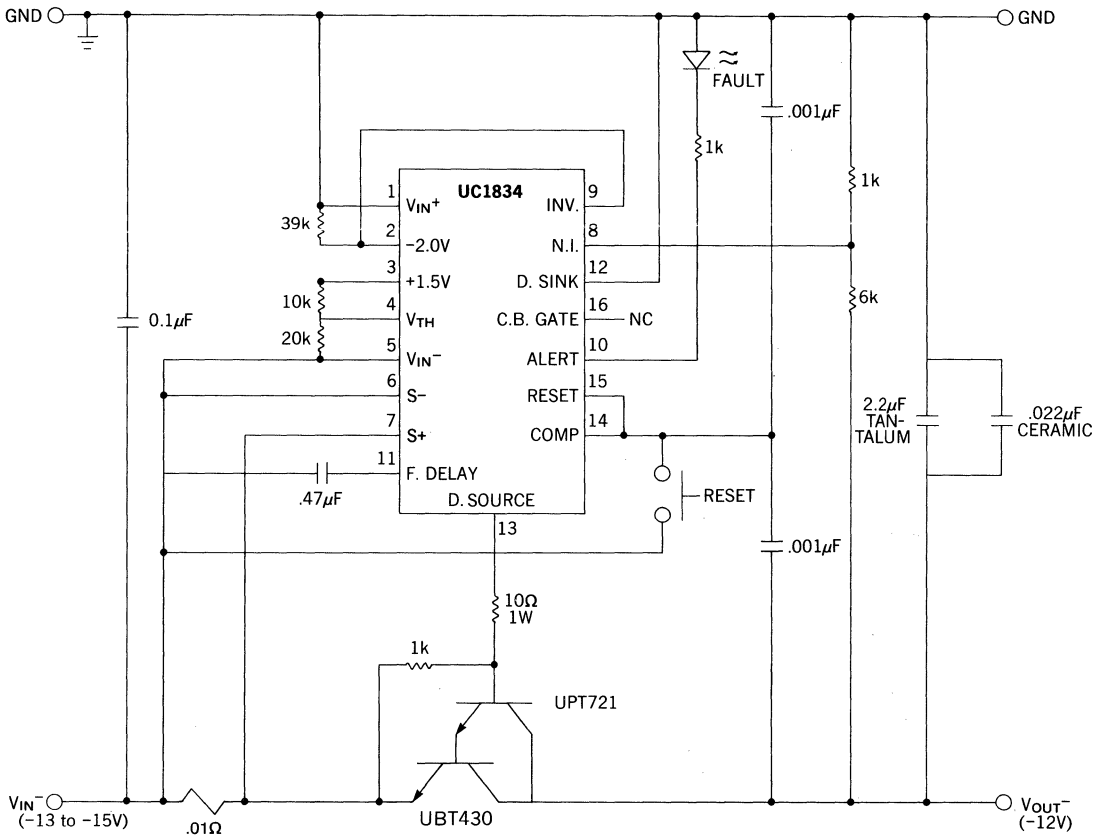 GND
GND
FAULT
.001µF
1k
UC1834
1
VIN+
9
INV.
1k
39k
2
-2.0V
8
N.I.
3
+1.5V
12
D. SINK
6k
10k
4
VTH
16
C.B. GATE
NC
0.1µF
20k
5
VIN-
10
ALERT
6
S-
15
RESET
2.2µF
TAN-
TALUM
.022µF
CERAMIC
7
S+
14
COMP
11
F. DELAY
.47µF
D. SOURCE
RESET
13
.001µF
10Ω
1W
1k
UPT721
VIN-
(-13 to -15V)
.01Ω
UBT430
VOUT-
(-12V)